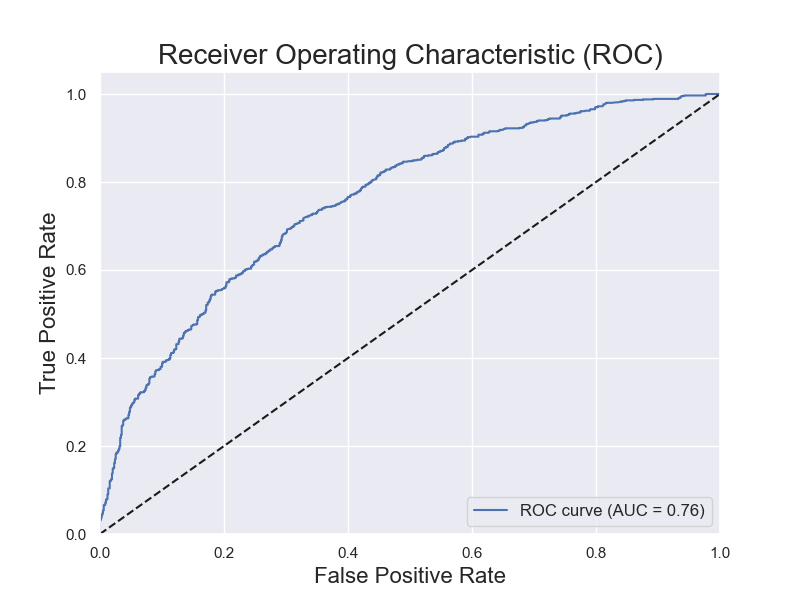 Receiver Operating Characteristic (ROC)
True Positive Rate
1.0
0.8
0.6
0.4
0.2
0.0
0.0 0.2 0.4 0.6 0.8 1.0
False Positive Rate
ROC curve (AUC = 0.76)